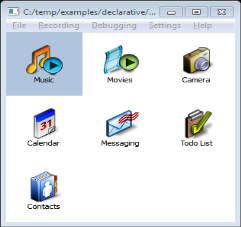 C:/temp/examples/declarative/...
File Recording Debugging Settings Help
Music Movies Camera
31
Calendar Messaging Todo List
Contacts